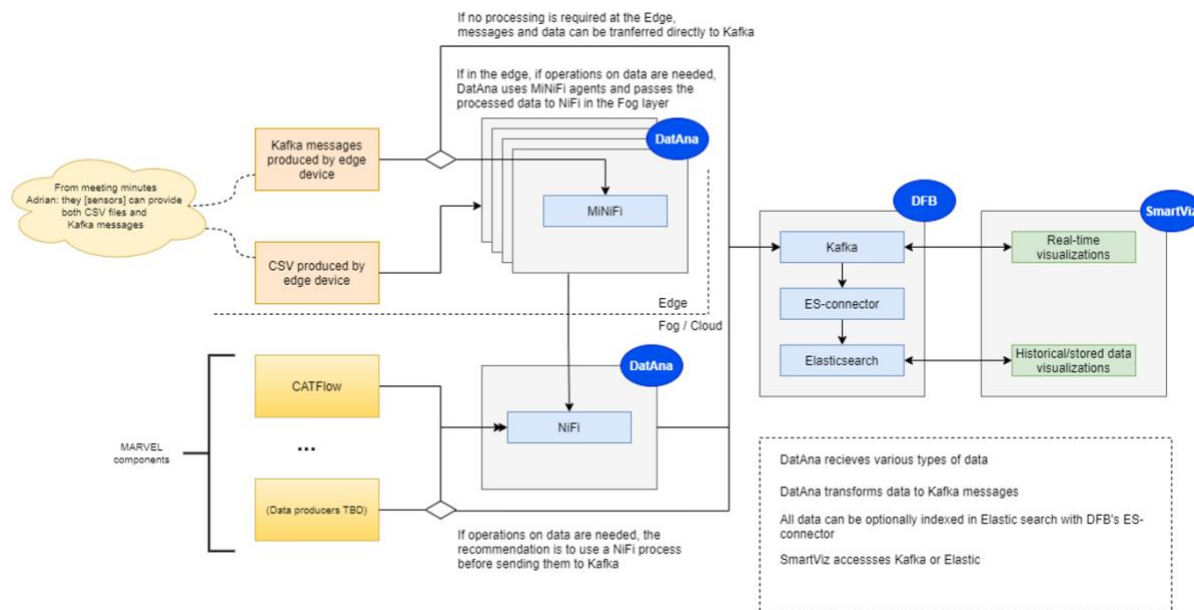 If no processing is required at the Edge,
messages and data can be tranferred directly to Kafka
If in the edge, if operations on data are needed,
DatAna uses MiNiFi agents and passes the
processed data to NiFi in the Fog layer
DatAna
Kafka messages
produced by edge
device
From meeting minutes
Adrian: they [sensors] can provide
both CSV files and
Kafka messages
MiNiFi
CSV produced by
edge device
Edge
Fog / Cloud
DFB
SmartViz
Kafka
Real-time
visualizations
ES-connector
Elasticsearch
Historical/stored data
visualizations
DatAna
CATFlow
NiFi
MARVEL
components
...
(Data producers TBD)
If operations on data are needed, the
recommendation is to use a NiFi process
before sending them to Kafka
DatAna recieves various types of data
DatAna transforms data to Kafka messages
All data can be optionally indexed in Elastic search with DFB's ES-
connector
SmartViz accessses Kafka or Elastic